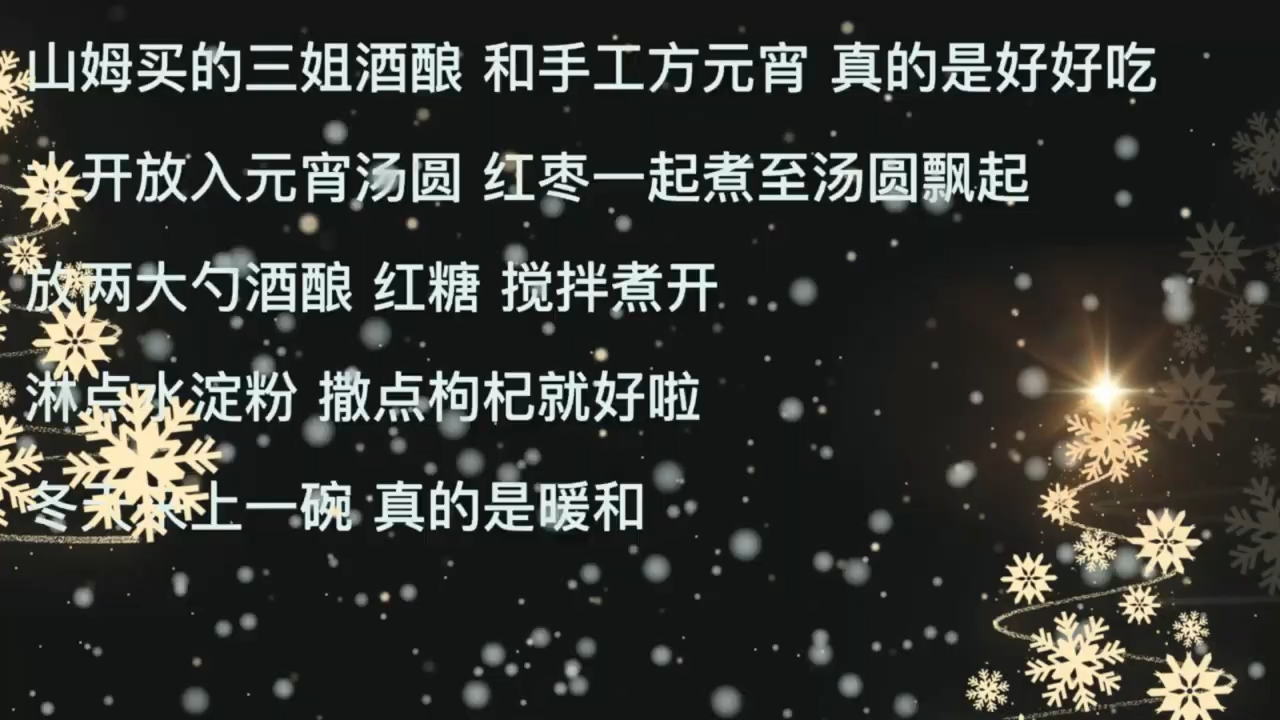 山姆买的三姐酒酿 和手工方元宵 真的是好好吃
开放入元宵汤圆 红枣一起煮至汤圆飘起
放两大勺酒酿 红糖 搅拌煮开
淋点水淀粉 撒点枸杞就好啦
冬天来上一碗 真的是暖和